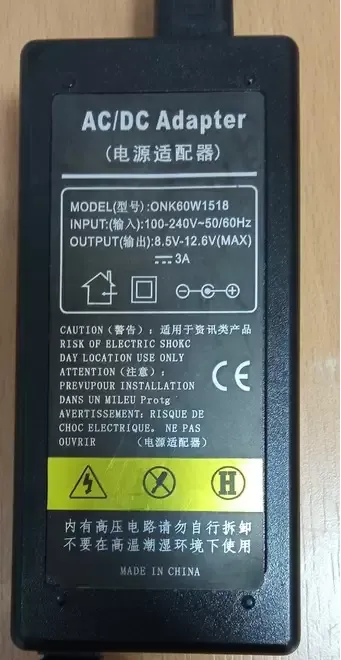 AC/DC Adapter
(电源适配器)
MODEL(型号):ONK60W1518
INPUT:(输入):100-240V~50/60Hz
OUTPUT(输出):8.5V-12.6V(MAX)
3A
CAUTION (警告): 适用于资讯类产品
RISK OF ELECTRIC SHOKC
DAY LOCATION USE ONLY
ATTENTION (注意):
PREVUPOUR INSTALLATION
DANS UN MILEU Protg
AVERTISSEMENT: RISQUE DE
CHOC ELECTRIQUE。 NE PAS
OUVRIR (电源适配器)
CE
H
内有高压电路请勿自行拆卸
不要在高温潮湿环境下使用
MADE IN CHINA